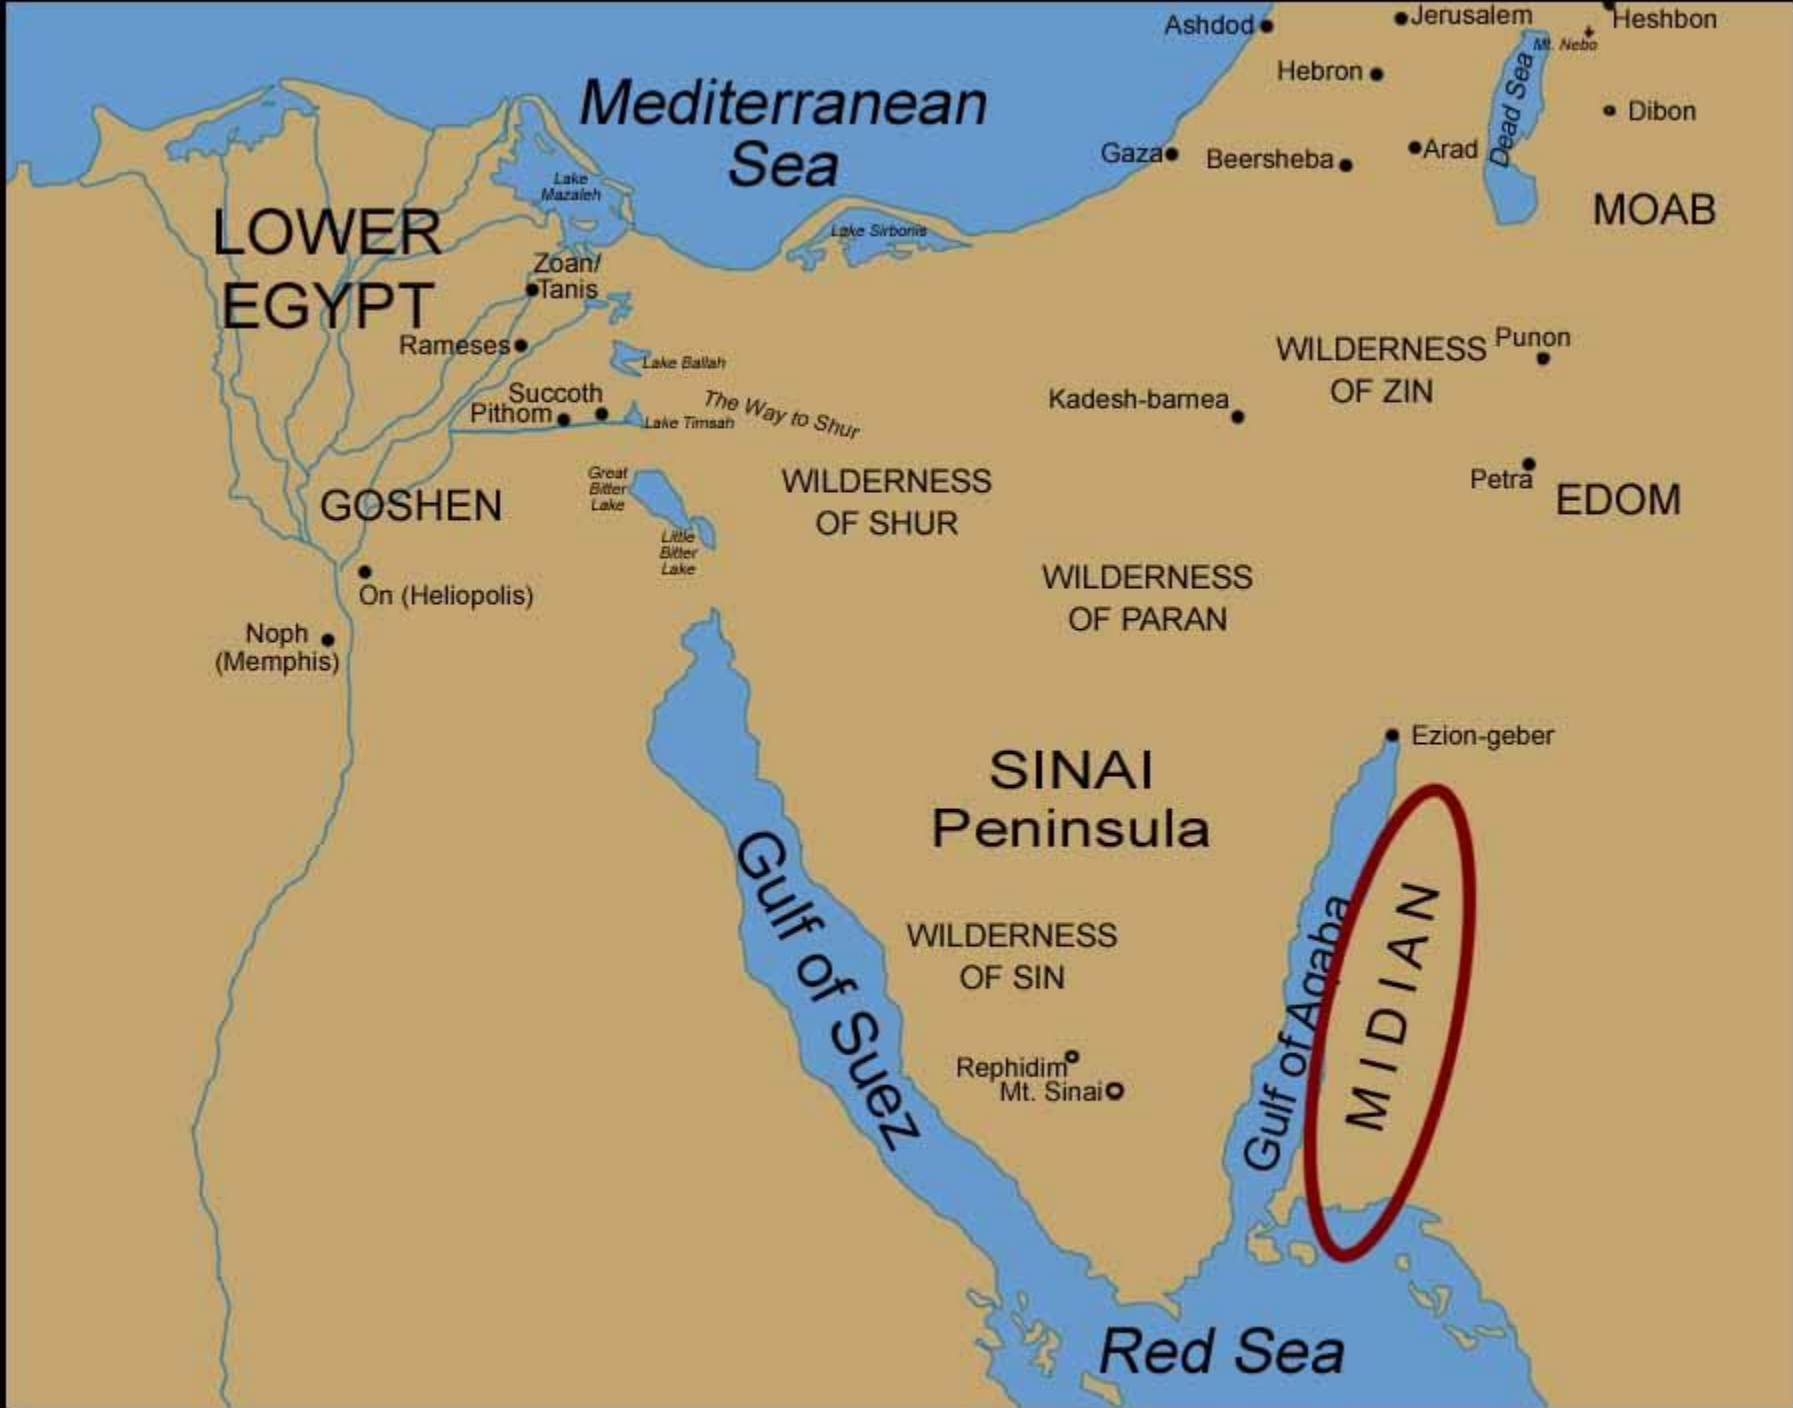 Ashdod
Jerusalem
Heshbon
Mt. Nebo
Hebron
Dead Sea
Mediterranean
Sea
Dibon
Gaza
Beersheba
Arad
Lake
Mazaleh
MOAB
LOWER
EGYPT
Lake Sirbonis
Zoan/
Tanis
Rameses
Lake Ballah
WILDERNESS
OF ZIN
Punon
Succoth
Pithom
The Way to Shur
Lake Timsah
Kadesh-barnea
GOSHEN
Great
Bitter
Lake
WILDERNESS
OF SHUR
Petra
EDOM
Little
Bitter
Lake
On (Heliopolis)
WILDERNESS
OF PARAN
Noph
(Memphis)
Ezion-geber
SINAI
Peninsula
Gulf of Suez
WILDERNESS
OF SIN
Gulf of Aqaba
MIDIAN
Rephidim
Mt. Sinai
Red Sea